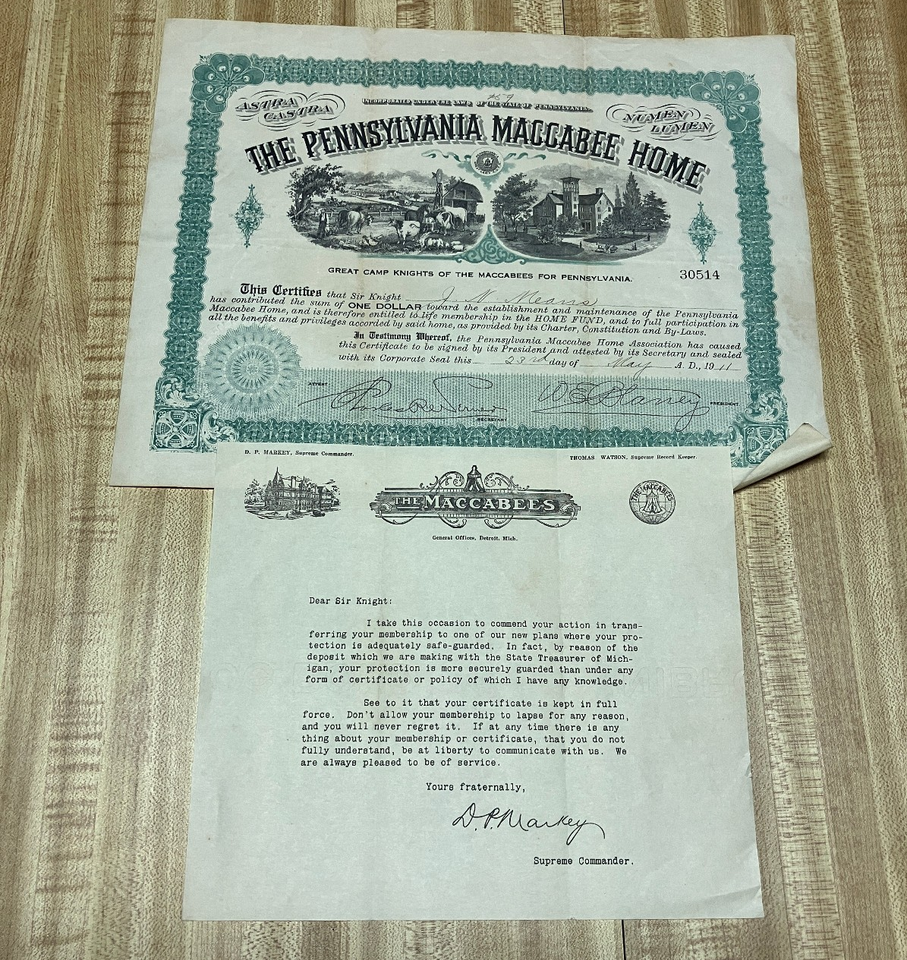 ASTRA CASTRA
INCORPORATED UNDER THE LAWS OF THE STATE OF PENNSYLVANIA.
NUMEN LUMEN
THE PENNSYLVANIA MACCABEE HOME
GREAT CAMP KNIGHTS OF THE MACCABEES FOR PENNSYLVANIA.
30514
This Certifies that Sir Knight J. N. Means
has contributed the sum of ONE DOLLAR toward the establishment and maintenance of the Pennsylvania
Maccabee Home, and is therefore entitled to life membership in the HOME FUND, and to full participation in
all the benefits and privileges accorded by said home, as provided by its Charter, Constitution and By-Laws.
In Testimony Whereof, the Pennsylvania Maccabee Home Association has caused
this Certificate to be signed by its President and attested by its Secretary and sealed
with its Corporate Seal this 23rd day of May A. D., 1911
ATTEST
SECRETARY
PRESIDENT
D. P. MARKEY, Supreme Commander.
THOMAS WATSON, Supreme Record Keeper.
THE MACCABEES
THE MACCABEES
General Offices, Detroit, Mich.
Dear Sir Knight:
I take this occasion to commend your action in trans-
ferring your membership to one of our new plans where your pro-
tection is adequately safe-guarded. In fact, by reason of the
deposit which we are making with the State Treasurer of Mich-
igan, your protection is more securely guarded than under any
form of certificate or policy of which I have any knowledge.
See to it that your certificate is kept in full
force. Don't allow your membership to lapse for any reason,
and you will never regret it. If at any time there is any
thing about your membership or certificate, that you do not
fully understand, be at liberty to communicate with us. We
are always pleased to be of service.
Yours fraternally,
D.P. Markey
Supreme Commander.